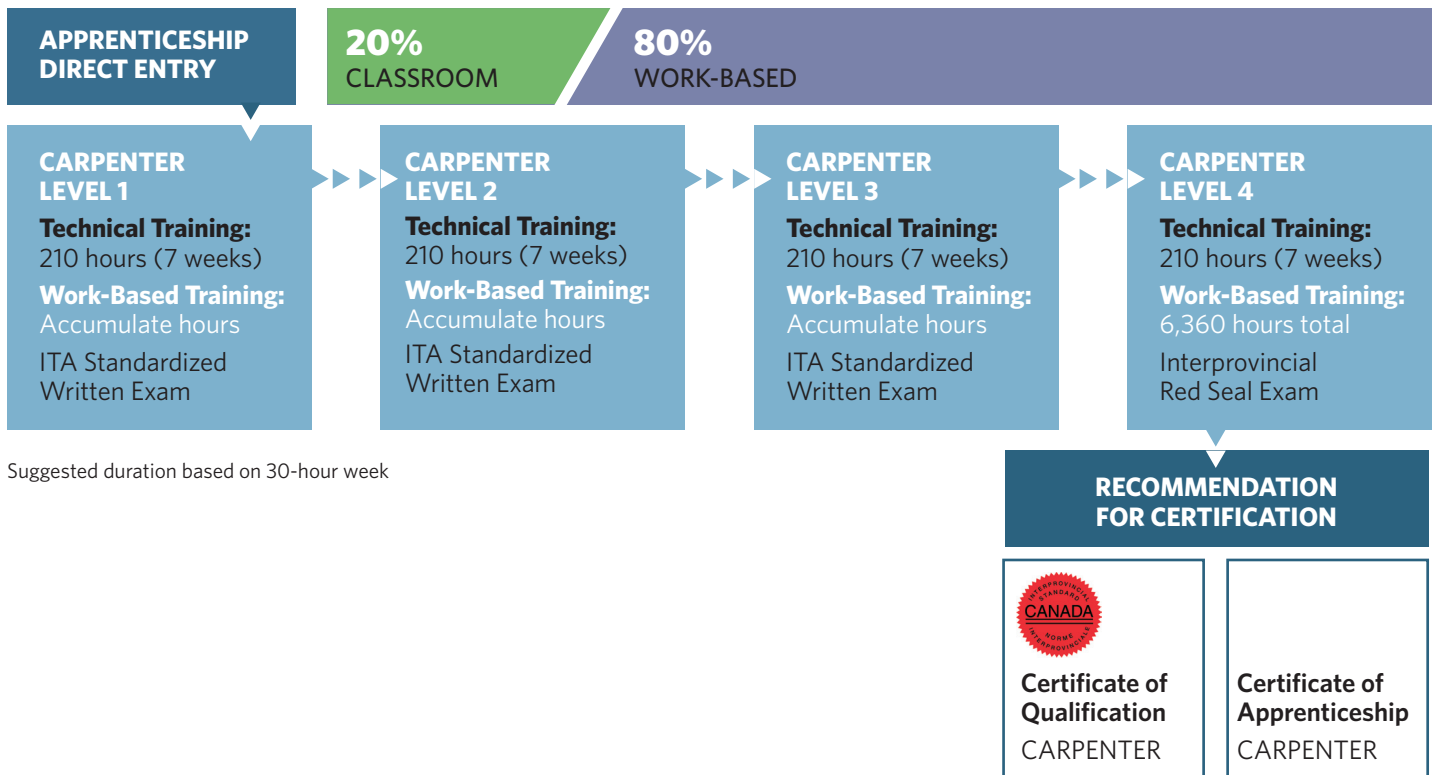 APPRENTICESHIP
DIRECT ENTRY
20%
CLASSROOM
80%
WORK-BASED
CARPENTER
LEVEL 1
Technical Training:
210 hours (7 weeks)
Work-Based Training:
Accumulate hours
ITA Standardized
Written Exam
CARPENTER
LEVEL 2
Technical Training:
210 hours (7 weeks)
Work-Based Training:
Accumulate hours
ITA Standardized
Written Exam
CARPENTER
LEVEL 3
Technical Training:
210 hours (7 weeks)
Work-Based Training:
Accumulate hours
ITA Standardized
Written Exam
CARPENTER
LEVEL 4
Technical Training:
210 hours (7 weeks)
Work-Based Training:
6,360 hours total
Interprovincial
Red Seal Exam
Suggested duration based on 30-hour week
RECOMMENDATION
FOR CERTIFICATION
INTERPROVINCIAL
STANDARD
CANADA
NORME
INTERPROVINCIALE
Certificate of
Qualification
CARPENTER
Certificate of
Apprenticeship
CARPENTER